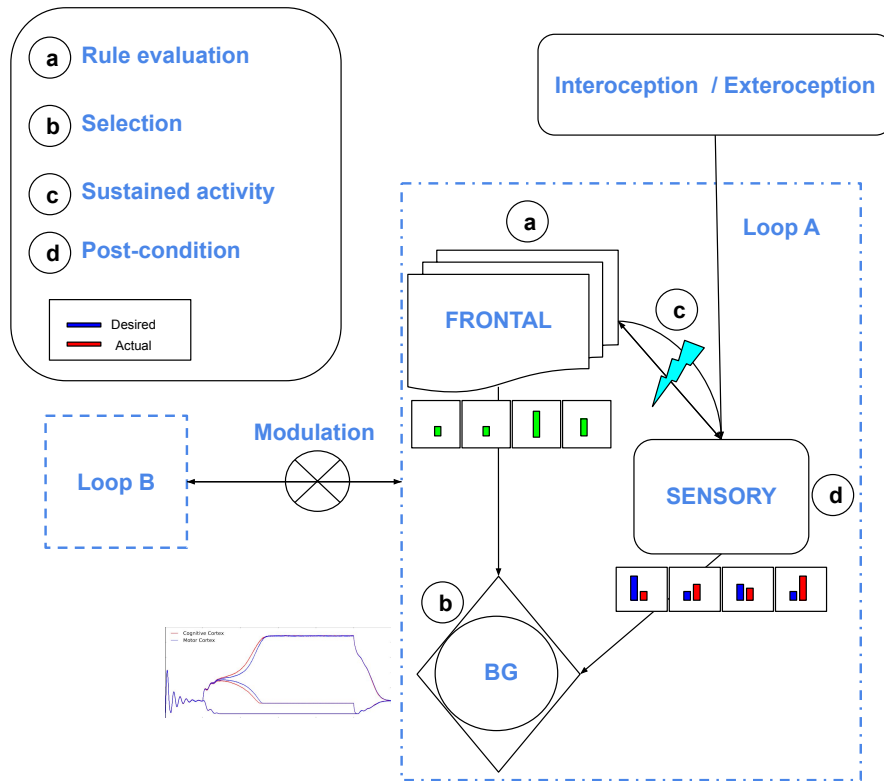 a Rule evaluation
b Selection
c Sustained activity
d Post-condition
Desired
Actual
Interoception / Exteroception
a
Loop A
FRONTAL
c
Modulation
Loop B
SENSORY
d
b
BG
Cognitive Cortex
Motor Cortex